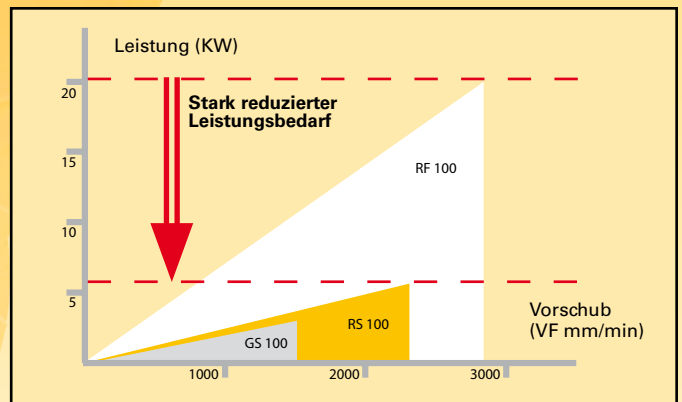 Leistung (KW)
20
Stark reduzierter
Leistungsbedarf
15
RF 100
10
5
Vorschub
(VF mm/min)
RS 100
GS 100
1000
2000
3000